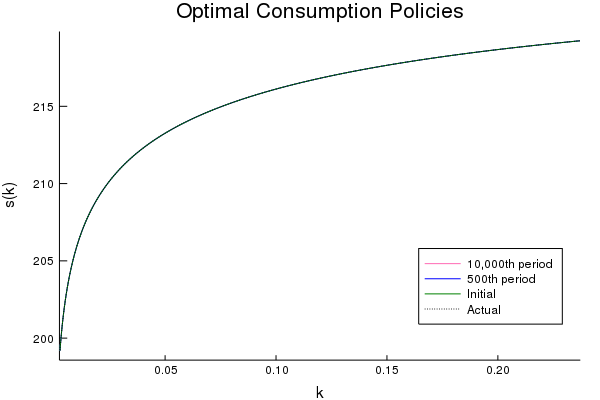 Optimal Consumption Policies
s(k)
215
210
205
200
0.05
0.10
0.15
0.20
k
10,000th period
500th period
Initial
Actual